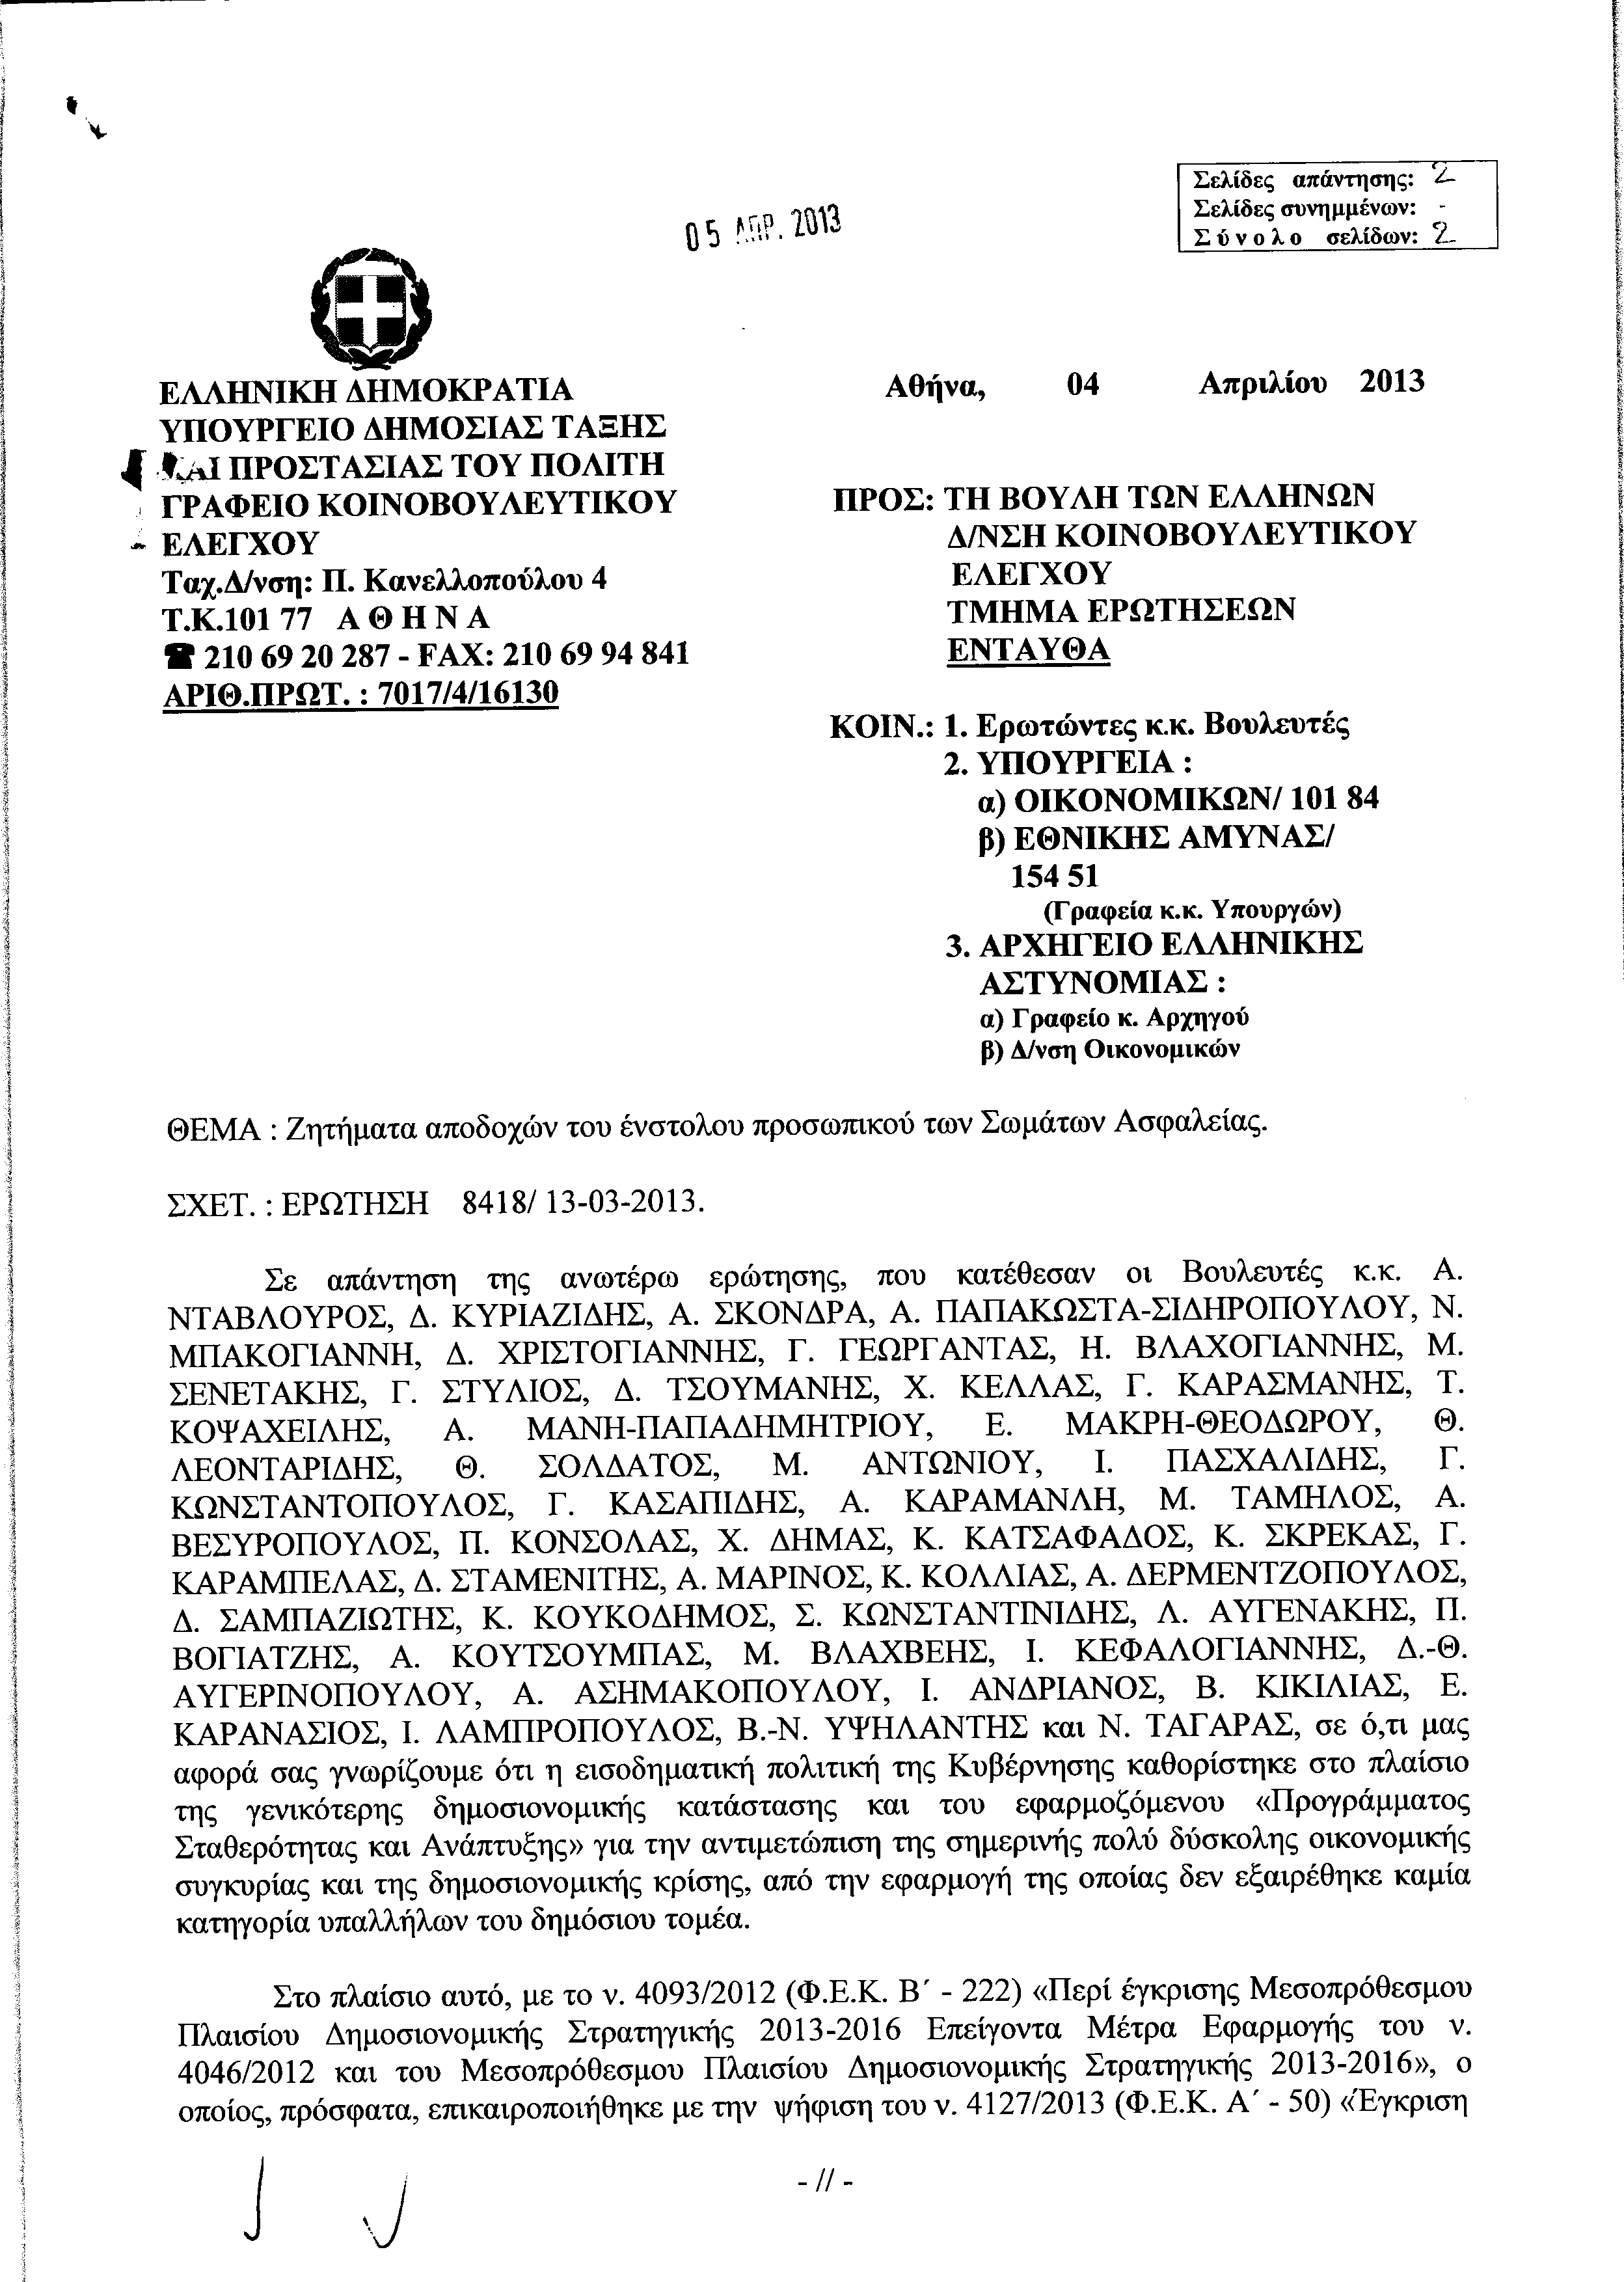 Σελίδες απάντησης: 2
Σελίδες συνημμένων: -
Σύνολο σελίδων: 2
05 ΑΠΡ. 2013
ΕΛΛΗΝΙΚΗ ΔΗΜΟΚΡΑΤΙΑ
ΥΠΟΥΡΓΕΙΟ ΔΗΜΟΣΙΑΣ ΤΑΞΗΣ
ΚΑΙ ΠΡΟΣΤΑΣΙΑΣ ΤΟΥ ΠΟΛΙΤΗ
ΓΡΑΦΕΙΟ ΚΟΙΝΟΒΟΥΛΕΥΤΙΚΟΥ
ΕΛΕΓΧΟΥ
Ταχ.Δ/νση: Π. Κανελλοπούλου 4
Τ.Κ.101 77 Α Θ Η Ν Α
☎ 210 69 20 287 - FAX: 210 69 94 841
ΑΡΙΘ.ΠΡΩΤ. : 7017/4/16130
Αθήνα, 04 Απριλίου 2013
ΠΡΟΣ: ΤΗ ΒΟΥΛΗ ΤΩΝ ΕΛΛΗΝΩΝ
Δ/ΝΣΗ ΚΟΙΝΟΒΟΥΛΕΥΤΙΚΟΥ
ΕΛΕΓΧΟΥ
ΤΜΗΜΑ ΕΡΩΤΗΣΕΩΝ
ΕΝΤΑΥΘΑ
ΚΟΙΝ.: 1. Ερωτώντες κ.κ. Βουλευτές
2. ΥΠΟΥΡΓΕΙΑ :
α) ΟΙΚΟΝΟΜΙΚΩΝ/ 101 84
β) ΕΘΝΙΚΗΣ ΑΜΥΝΑΣ/
154 51
(Γραφεία κ.κ. Υπουργών)
3. ΑΡΧΗΓΕΙΟ ΕΛΛΗΝΙΚΗΣ
ΑΣΤΥΝΟΜΙΑΣ :
α) Γραφείο κ. Αρχηγού
β) Δ/νση Οικονομικών
ΘΕΜΑ : Ζητήματα αποδοχών του ένστολου προσωπικού των Σωμάτων Ασφαλείας.
ΣΧΕΤ. : ΕΡΩΤΗΣΗ 8418/ 13-03-2013.
Σε απάντηση της ανωτέρω ερώτησης, που κατέθεσαν οι Βουλευτές κ.κ. Α.
ΝΤΑΒΛΟΥΡΟΣ, Δ. ΚΥΡΙΑΖΙΔΗΣ, Α. ΣΚΟΝΔΡΑ, Α. ΠΑΠΑΚΩΣΤΑ-ΣΙΔΗΡΟΠΟΥΛΟΥ, Ν.
ΜΠΑΚΟΓΙΑΝΝΗ, Δ. ΧΡΙΣΤΟΓΙΑΝΝΗΣ, Γ. ΓΕΩΡΓΑΝΤΑΣ, Η. ΒΛΑΧΟΓΙΑΝΝΗΣ, Μ.
ΣΕΝΕΤΑΚΗΣ, Γ. ΣΤΥΛΙΟΣ, Δ. ΤΣΟΥΜΑΝΗΣ, Χ. ΚΕΛΛΑΣ, Γ. ΚΑΡΑΣΜΑΝΗΣ, Τ.
ΚΟΨΑΧΕΙΛΗΣ, Α. ΜΑΝΗ-ΠΑΠΑΔΗΜΗΤΡΙΟΥ, Ε. ΜΑΚΡΗ-ΘΕΟΔΩΡΟΥ, Θ.
ΛΕΟΝΤΑΡΙΔΗΣ, Θ. ΣΟΛΔΑΤΟΣ, Μ. ΑΝΤΩΝΙΟΥ, Ι. ΠΑΣΧΑΛΙΔΗΣ, Γ.
ΚΩΝΣΤΑΝΤΟΠΟΥΛΟΣ, Γ. ΚΑΣΑΠΙΔΗΣ, Α. ΚΑΡΑΜΑΝΛΗ, Μ. ΤΑΜΗΛΟΣ, Α.
ΒΕΣΥΡΟΠΟΥΛΟΣ, Π. ΚΟΝΣΟΛΑΣ, Χ. ΔΗΜΑΣ, Κ. ΚΑΤΣΑΦΑΔΟΣ, Κ. ΣΚΡΕΚΑΣ, Γ.
ΚΑΡΑΜΠΕΛΑΣ, Δ. ΣΤΑΜΕΝΙΤΗΣ, Α. ΜΑΡΙΝΟΣ, Κ. ΚΟΛΛΙΑΣ, Α. ΔΕΡΜΕΝΤΖΟΠΟΥΛΟΣ,
Δ. ΣΑΜΠΑΖΙΩΤΗΣ, Κ. ΚΟΥΚΟΔΗΜΟΣ, Σ. ΚΩΝΣΤΑΝΤΙΝΙΔΗΣ, Λ. ΑΥΓΕΝΑΚΗΣ, Π.
ΒΟΓΙΑΤΖΗΣ, Α. ΚΟΥΤΣΟΥΜΠΑΣ, Μ. ΒΛΑΧΒΕΗΣ, Ι. ΚΕΦΑΛΟΓΙΑΝΝΗΣ, Δ.-Θ.
ΑΥΓΕΡΙΝΟΠΟΥΛΟΥ, Α. ΑΣΗΜΑΚΟΠΟΥΛΟΥ, Ι. ΑΝΔΡΙΑΝΟΣ, Β. ΚΙΚΙΛΙΑΣ, Ε.
ΚΑΡΑΝΑΣΙΟΣ, Ι. ΛΑΜΠΡΟΠΟΥΛΟΣ, Β.-Ν. ΥΨΗΛΑΝΤΗΣ και Ν. ΤΑΓΑΡΑΣ, σε ό,τι μας
αφορά σας γνωρίζουμε ότι η εισοδηματική πολιτική της Κυβέρνησης καθορίστηκε στο πλαίσιο
της γενικότερης δημοσιονομικής κατάστασης και του εφαρμοζόμενου «Προγράμματος
Σταθερότητας και Ανάπτυξης» για την αντιμετώπιση της σημερινής πολύ δύσκολης οικονομικής
συγκυρίας και της δημοσιονομικής κρίσης, από την εφαρμογή της οποίας δεν εξαιρέθηκε καμία
κατηγορία υπαλλήλων του δημόσιου τομέα.
Στο πλαίσιο αυτό, με το ν. 4093/2012 (Φ.Ε.Κ. Β΄ - 222) «Περί έγκρισης Μεσοπρόθεσμου
Πλαισίου Δημοσιονομικής Στρατηγικής 2013-2016 Επείγοντα Μέτρα Εφαρμογής του ν.
4046/2012 και του Μεσοπρόθεσμου Πλαισίου Δημοσιονομικής Στρατηγικής 2013-2016», ο
οποίος, πρόσφατα, επικαιροποιήθηκε με την ψήφιση του ν. 4127/2013 (Φ.Ε.Κ. Α΄ - 50) «Έγκριση
- // -